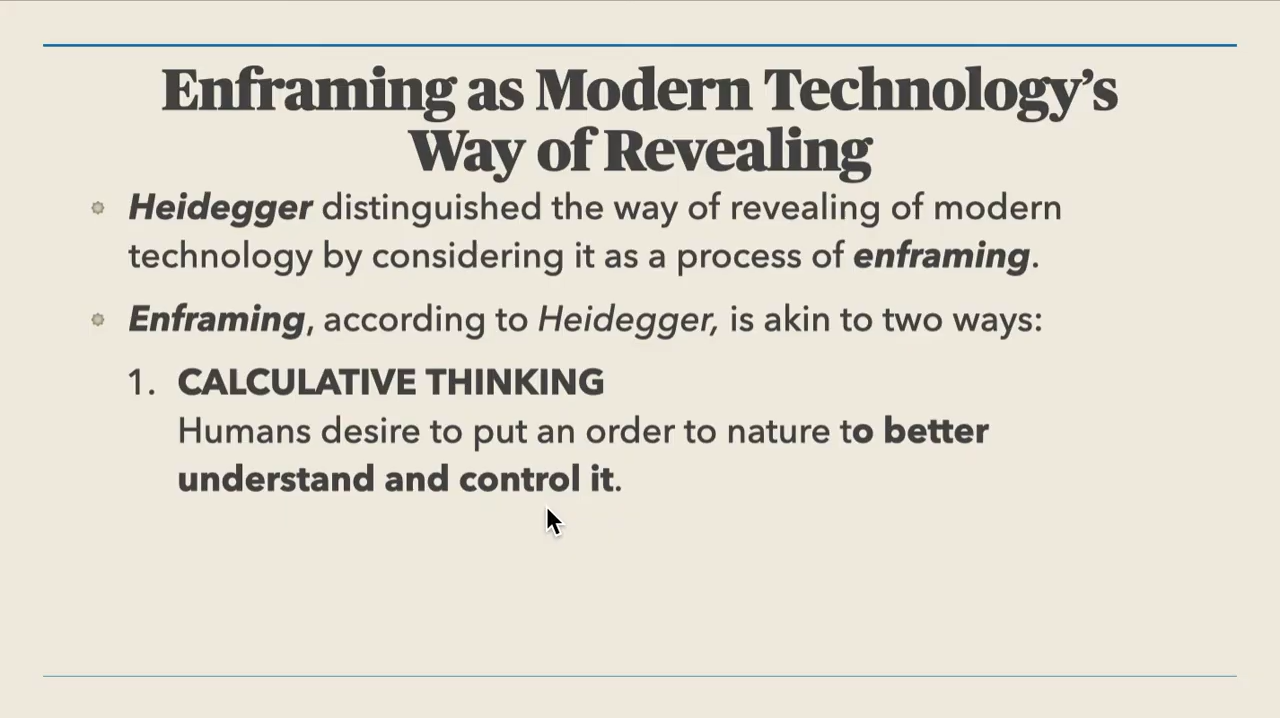 Enframing as Modern Technology’s
Way of Revealing
Heidegger distinguished the way of revealing of modern
technology by considering it as a process of enframing.
Enframing, according to Heidegger, is akin to two ways:
1. CALCULATIVE THINKING
Humans desire to put an order to nature to better
understand and control it.